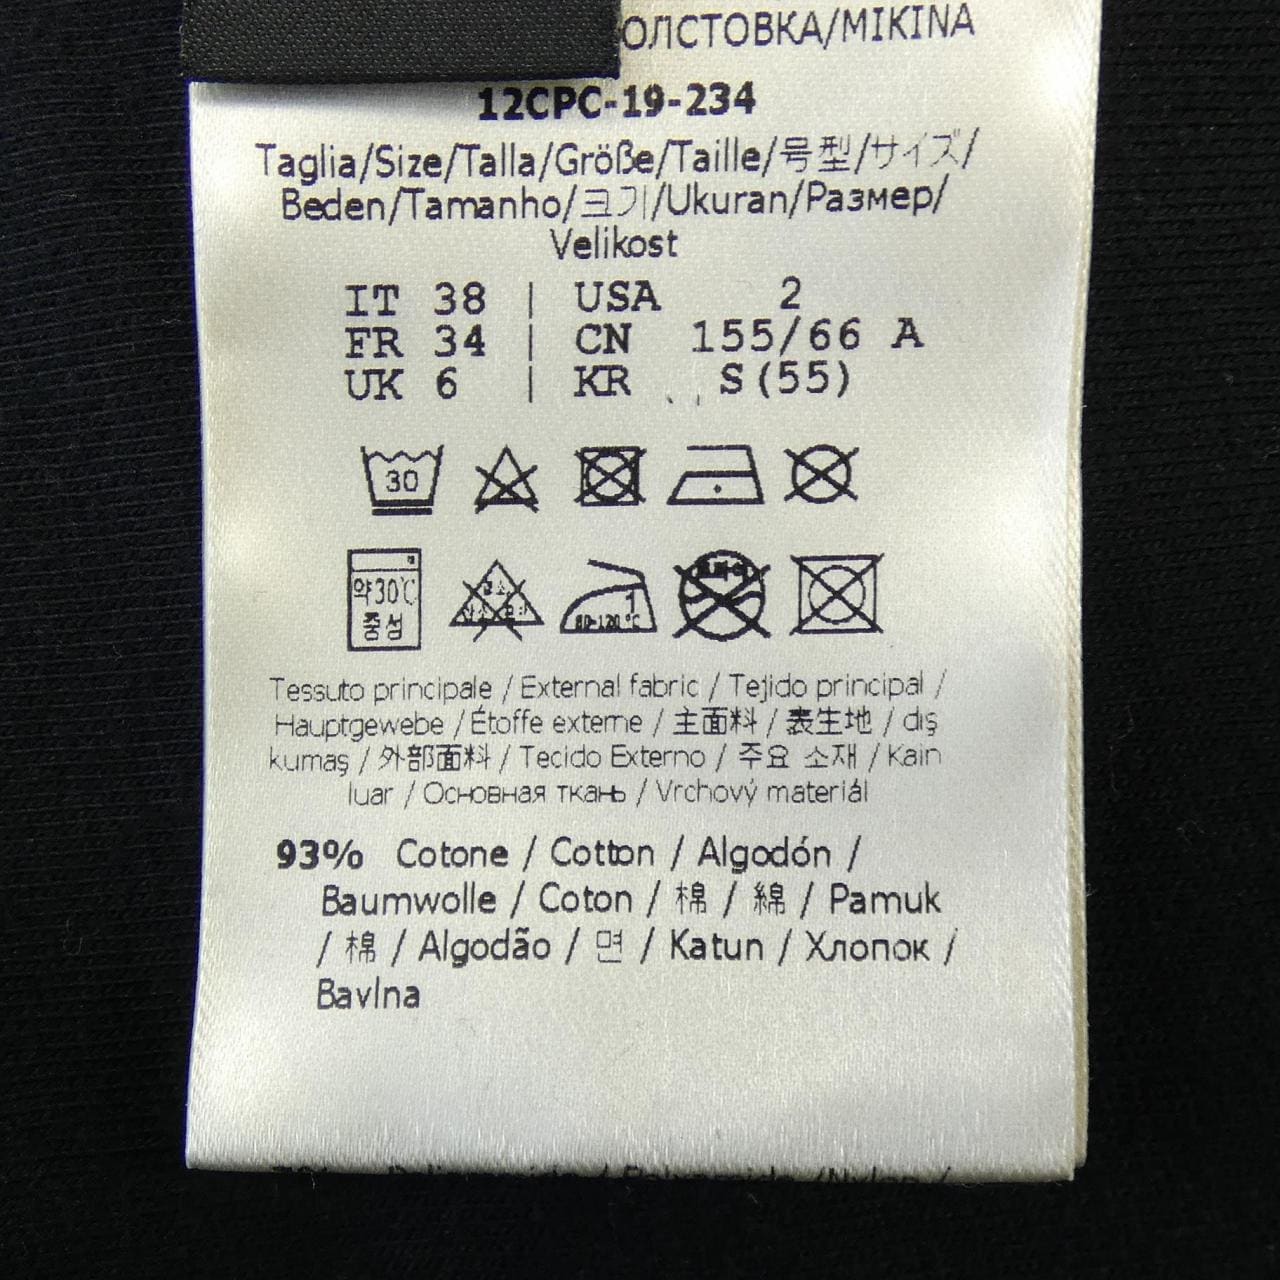 ОЛСТОВКА/MIKINA
12CPC-19-234
Taglia/Size/Talla/Größe/Taille/号型/サイズ/
Beden/Tamanho/크기/Ukuran/Размер/
Velikost
IT 38 | USA 2
FR 34 | CN 155/66 A
UK 6 | KR S(55)
30
약30℃
중성
80-120℃
Tessuto principale / External fabric / Tejido principal /
Hauptgewebe / Étoffe externe / 主面料 / 表生地 / dış
kumaş / 外部面料 / Tecido Externo / 주요 소재 / Kain
luar / Основная ткань / Vrchový materiál
93% Cotone / Cotton / Algodón /
Baumwolle / Coton / 棉 / 綿 / Pamuk
/ 棉 / Algodão / 면 / Katun / Хлопок /
Bavlna